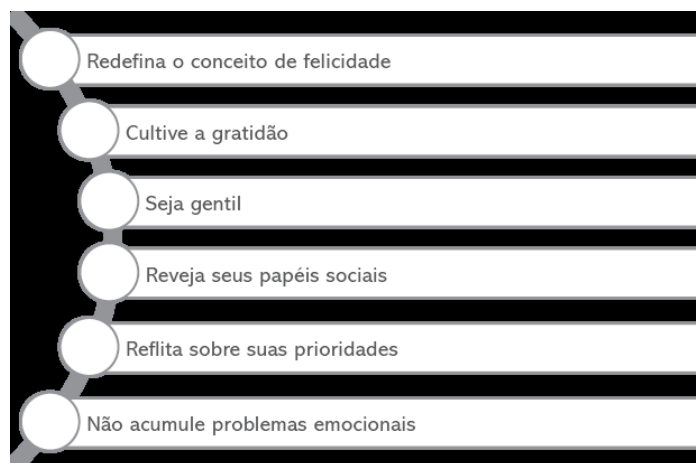 Redefina o conceito de felicidade
Cultive a gratidão
Seja gentil
Reveja seus papéis sociais
Reflita sobre suas prioridades
Não acumule problemas emocionais